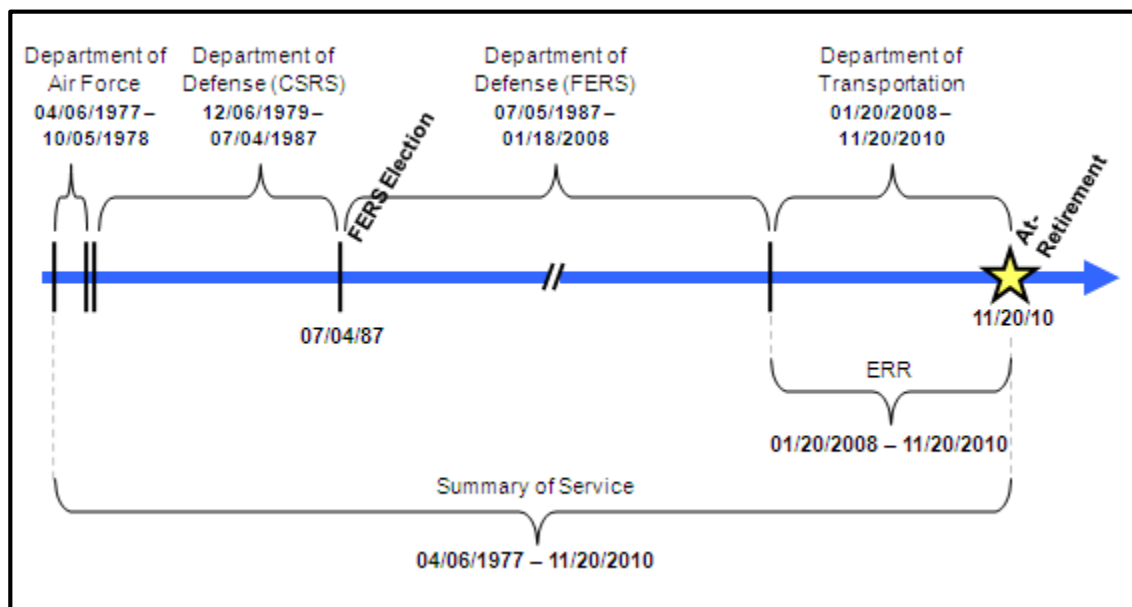 Department of
Air Force
04/06/1977 –
10/05/1978
Department of
Defense (CSRS)
12/06/1979–
07/04/1987
Department of
Defense (FERS)
07/05/1987–
01/18/2008
Department of
Transportation
01/20/2008–
11/20/2010
FERS Election
At-
Retirement
07/04/87
11/20/10
ERR
01/20/2008 – 11/20/2010
Summary of Service
04/06/1977 – 11/20/2010